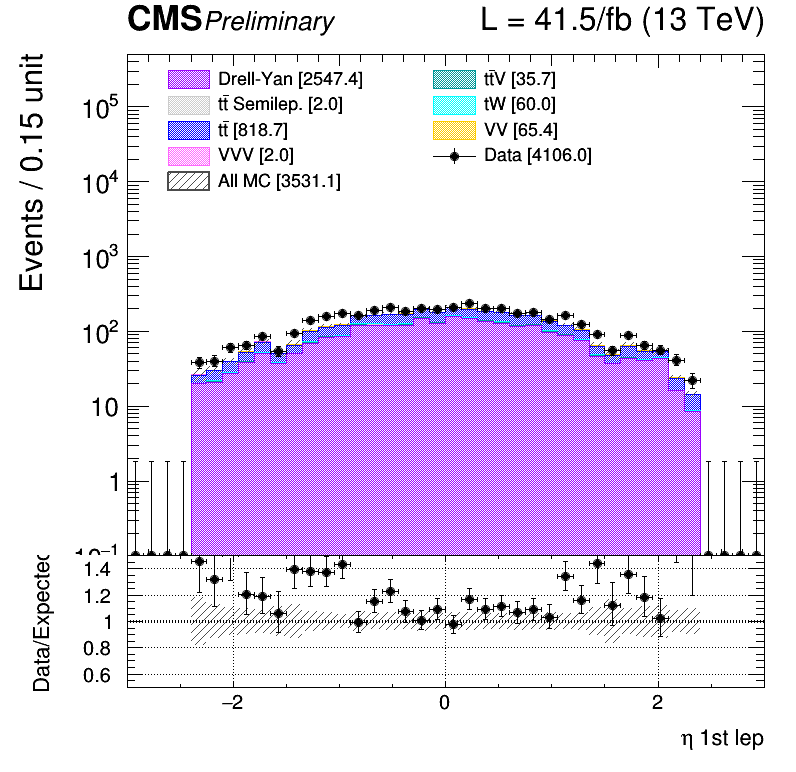 CMS Preliminary L = 41.5/fb (13 TeV)
Events / 0.15 unit
Drell-Yan [2547.4]
tt̄ Semilep. [2.0]
tt̄ [818.7]
VVV [2.0]
All MC [3531.1]
tt̄V [35.7]
tW [60.0]
VV [65.4]
Data [4106.0]
10⁵
10⁴
10³
10²
10
1
10⁻¹
Data/Expected
1.4
1.2
1
0.8
0.6
−2 0 2
η 1st lep